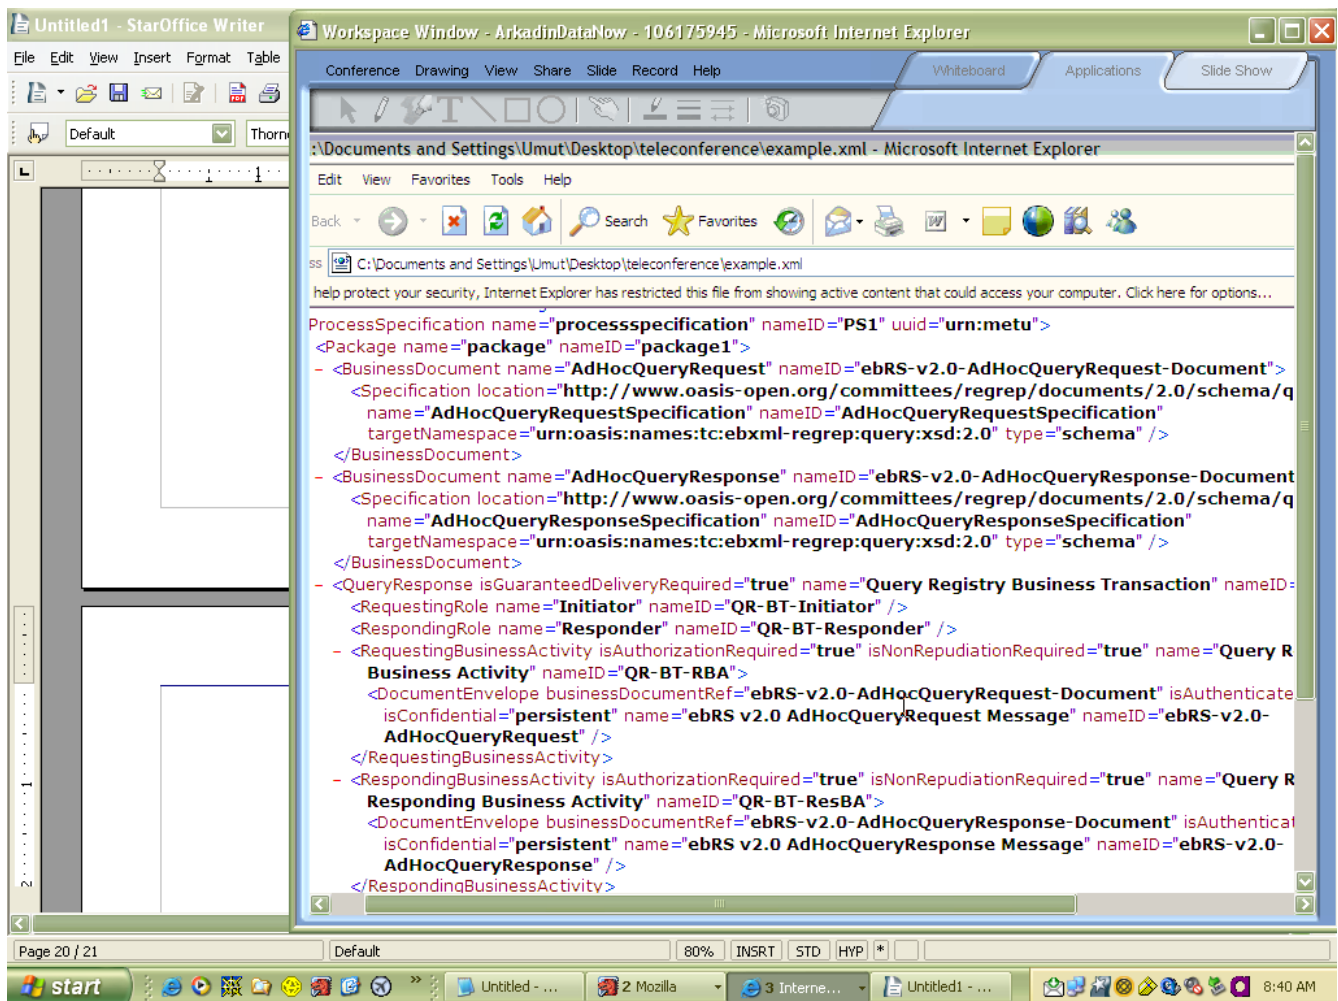 Untitled1 - StarOffice Writer
File Edit View Insert Format Table
Default
Thorn
Workspace Window - ArkadinDataNow - 106175945 - Microsoft Internet Explorer
Conference Drawing View Share Slide Record Help
Whiteboard Applications Slide Show
:\Documents and Settings\Umut\Desktop\teleconference\example.xml - Microsoft Internet Explorer
Edit View Favorites Tools Help
Back Search Favorites
ss C:\Documents and Settings\Umut\Desktop\teleconference\example.xml
help protect your security, Internet Explorer has restricted this file from showing active content that could access your computer. Click here for options...
ProcessSpecification name="processspecification" nameID="PS1" uuid="urn:metu">
<Package name="package" nameID="package1">
- <BusinessDocument name="AdHocQueryRequest" nameID="ebRS-v2.0-AdHocQueryRequest-Document">
<Specification location="http://www.oasis-open.org/committees/regrep/documents/2.0/schema/q
name="AdHocQueryRequestSpecification" nameID="AdHocQueryRequestSpecification"
targetNamespace="urn:oasis:names:tc:ebxml-regrep:query:xsd:2.0" type="schema" />
</BusinessDocument>
- <BusinessDocument name="AdHocQueryResponse" nameID="ebRS-v2.0-AdHocQueryResponse-Document
<Specification location="http://www.oasis-open.org/committees/regrep/documents/2.0/schema/q
name="AdHocQueryResponseSpecification" nameID="AdHocQueryResponseSpecification"
targetNamespace="urn:oasis:names:tc:ebxml-regrep:query:xsd:2.0" type="schema" />
</BusinessDocument>
- <QueryResponse isGuaranteedDeliveryRequired="true" name="Query Registry Business Transaction" nameID=
<RequestingRole name="Initiator" nameID="QR-BT-Initiator" />
<RespondingRole name="Responder" nameID="QR-BT-Responder" />
- <RequestingBusinessActivity isAuthorizationRequired="true" isNonRepudiationRequired="true" name="Query R
Business Activity" nameID="QR-BT-RBA">
<DocumentEnvelope businessDocumentRef="ebRS-v2.0-AdHocQueryRequest-Document" isAuthenticate
isConfidential="persistent" name="ebRS v2.0 AdHocQueryRequest Message" nameID="ebRS-v2.0-
AdHocQueryRequest" />
</RequestingBusinessActivity>
- <RespondingBusinessActivity isAuthorizationRequired="true" isNonRepudiationRequired="true" name="Query R
Responding Business Activity" nameID="QR-BT-ResBA">
<DocumentEnvelope businessDocumentRef="ebRS-v2.0-AdHocQueryResponse-Document" isAuthenticat
isConfidential="persistent" name="ebRS v2.0 AdHocQueryResponse Message" nameID="ebRS-v2.0-
AdHocQueryResponse" />
</RespondingBusinessActivity>
Page 20 / 21 Default 80% INSRT STD HYP *
start Untitled - ... 2 Mozilla 3 Interne... Untitled1 - ... 8:40 AM